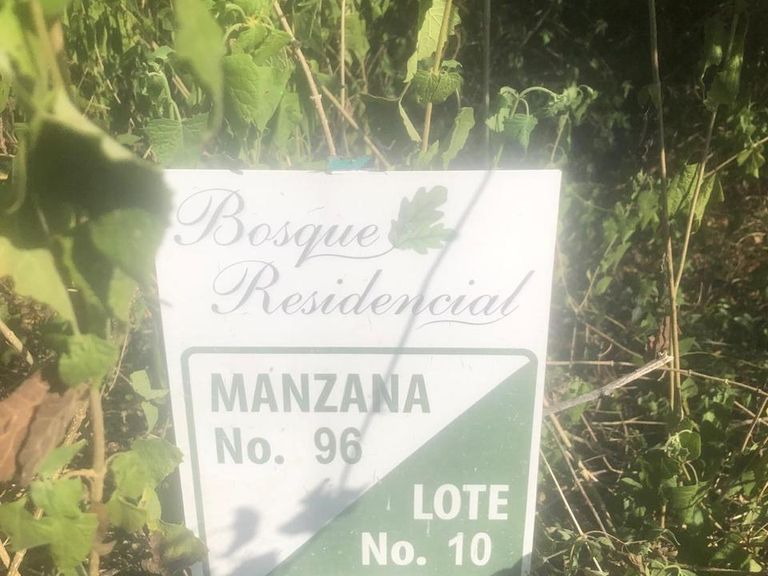 Bosque
Residencial
MANZANA
No. 96
LOTE
No. 10